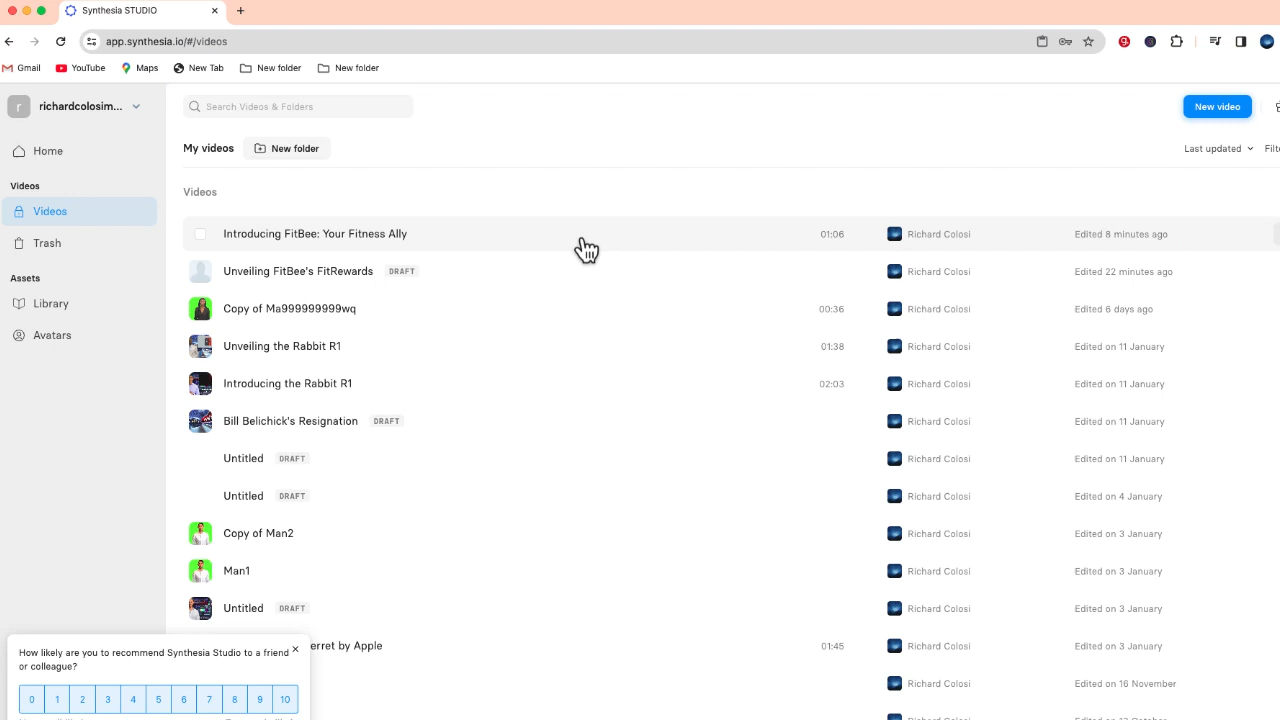 Synthesia STUDIO
app.synthesia.io/#/videos
Gmail YouTube Maps New Tab New folder New folder
r richardcolosim...
Search Videos & Folders
New video
Home
My videos New folder
Last updated
Videos
Videos
Videos
Trash
Assets
Library
Avatars
Introducing FitBee: Your Fitness Ally 01:06 Richard Colosi Edited 8 minutes ago
Unveiling FitBee's FitRewards DRAFT Richard Colosi Edited 22 minutes ago
Copy of Ma999999999wq 00:36 Richard Colosi Edited 6 days ago
Unveiling the Rabbit R1 01:38 Richard Colosi Edited on 11 January
Introducing the Rabbit R1 02:03 Richard Colosi Edited on 11 January
Bill Belichick's Resignation DRAFT Richard Colosi Edited on 11 January
Untitled DRAFT Richard Colosi Edited on 11 January
Untitled DRAFT Richard Colosi Edited on 4 January
Copy of Man2 Richard Colosi Edited on 3 January
Man1 Richard Colosi Edited on 3 January
Untitled DRAFT Richard Colosi Edited on 3 January
erret by Apple 01:45 Richard Colosi Edited on 3 January
Richard Colosi Edited on 16 November
How likely are you to recommend Synthesia Studio to a friend
or colleague?
0 1 2 3 4 5 6 7 8 9 10